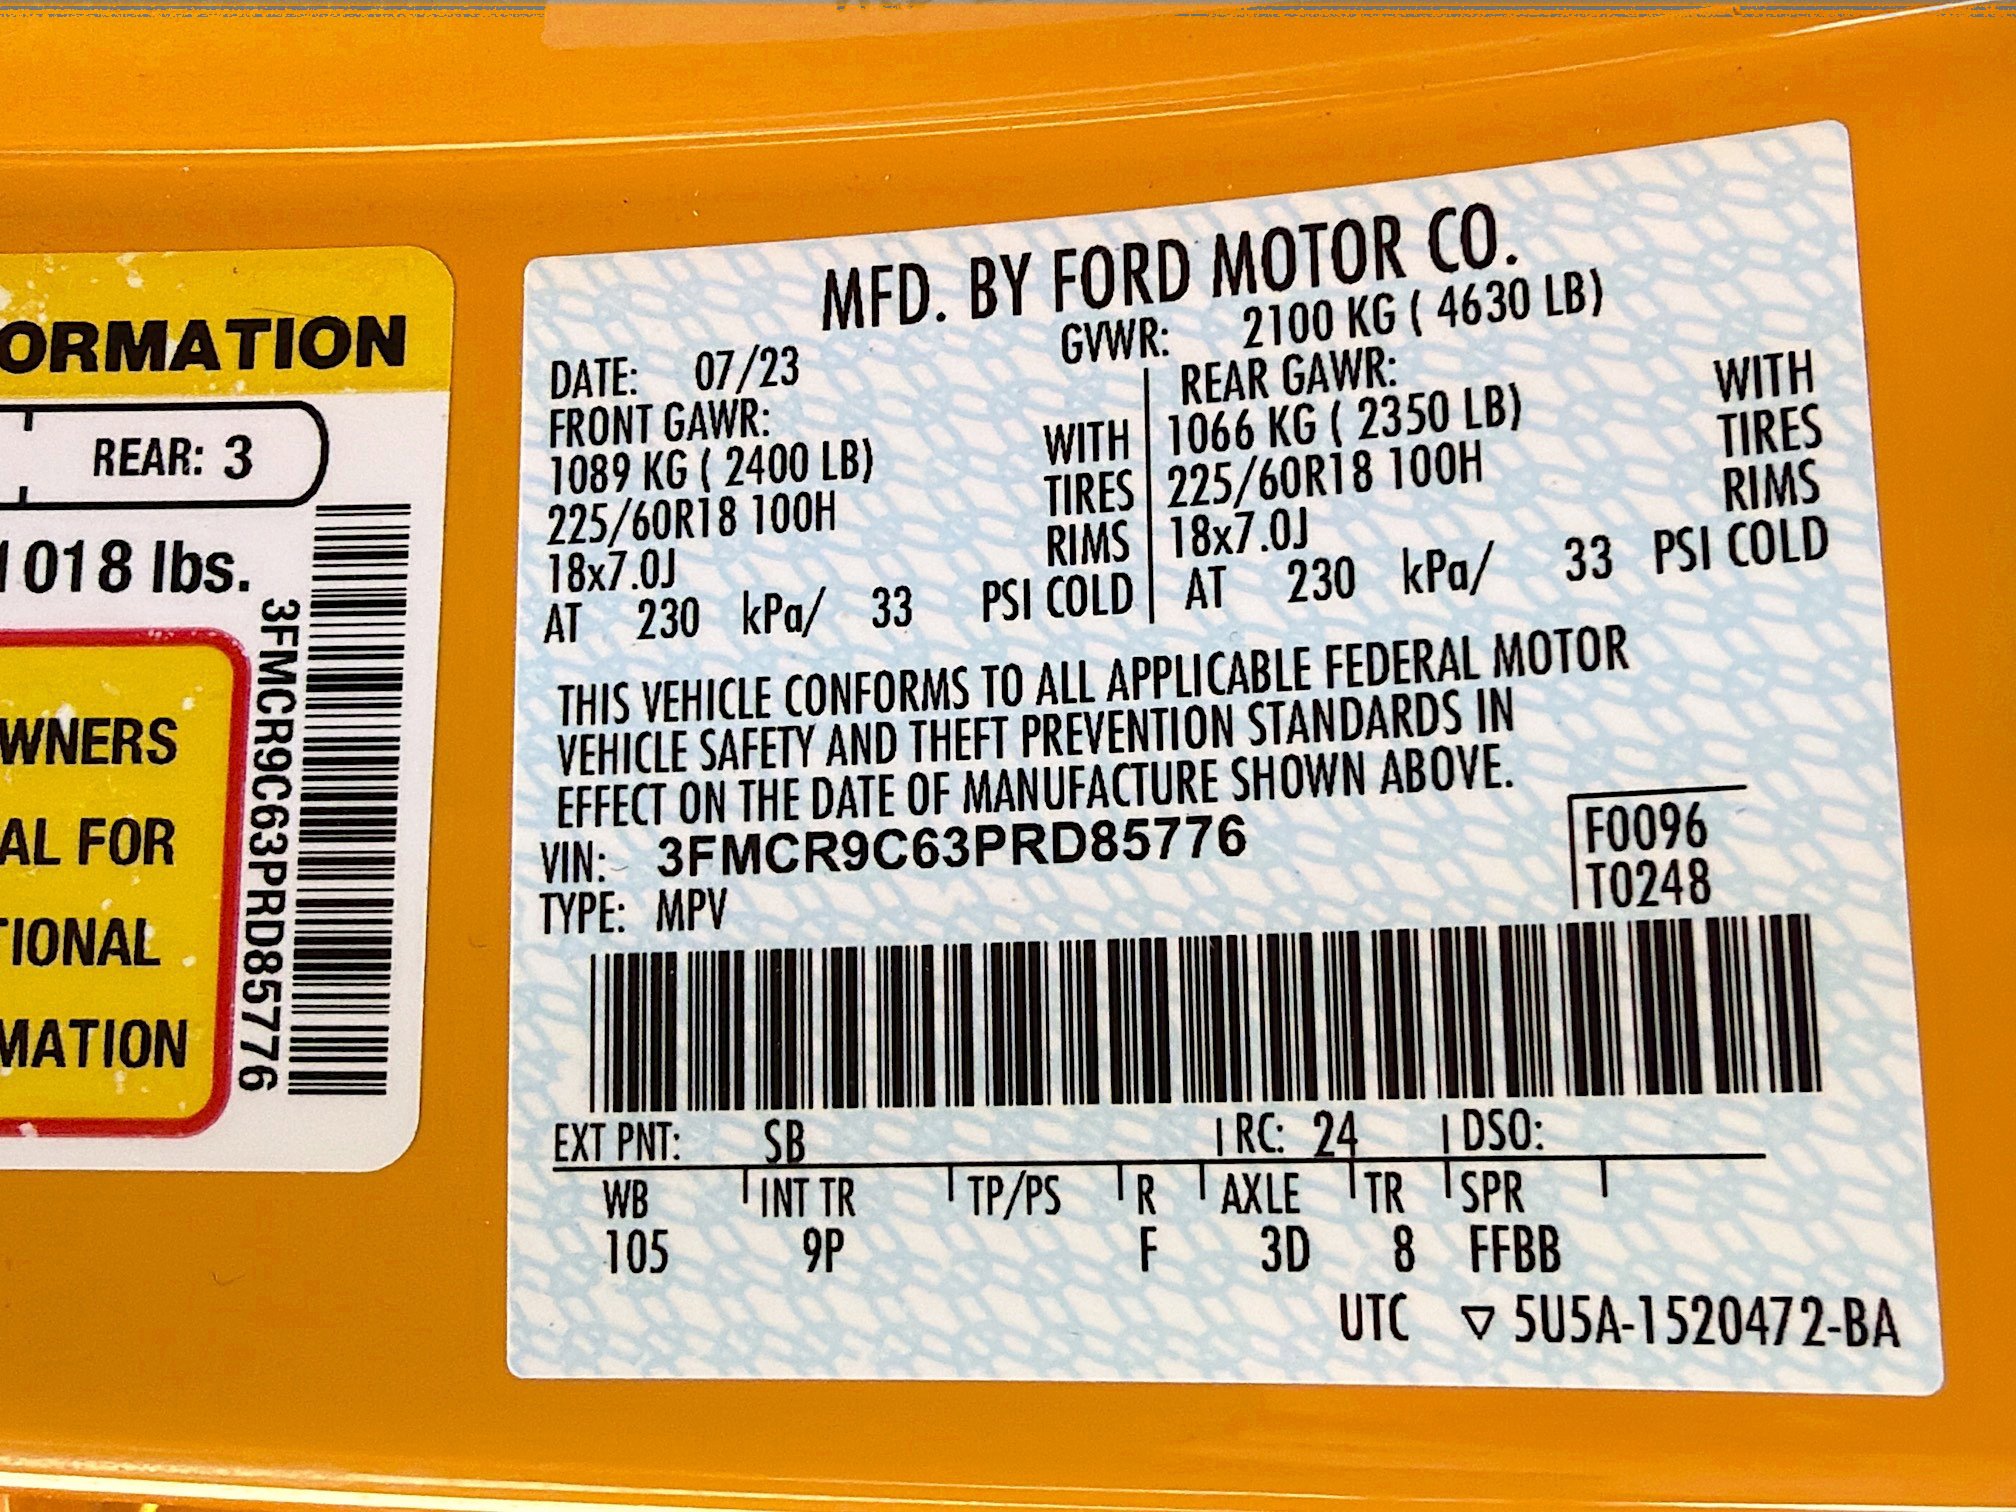 ORMATION
REAR: 3
1018 lbs.
3FMCR9C63PRD85776
WNERS
AL FOR
TIONAL
MATION
MFD. BY FORD MOTOR CO.
DATE: 07/23 GVWR: 2100 KG ( 4630 LB)
FRONT GAWR: REAR GAWR: WITH
1089 KG ( 2400 LB) WITH 1066 KG ( 2350 LB) TIRES
225/60R18 100H TIRES 225/60R18 100H RIMS
18x7.0J RIMS 18x7.0J
AT 230 kPa/ 33 PSI COLD AT 230 kPa/ 33 PSI COLD
THIS VEHICLE CONFORMS TO ALL APPLICABLE FEDERAL MOTOR
VEHICLE SAFETY AND THEFT PREVENTION STANDARDS IN
EFFECT ON THE DATE OF MANUFACTURE SHOWN ABOVE.
VIN: 3FMCR9C63PRD85776 F0096
TYPE: MPV T0248
EXT PNT: SB RC: 24 DSO:
WB INT TR TP/PS R AXLE TR SPR
105 9P F 3D 8 FFBB
UTC ▽ 5U5A-1520472-BA